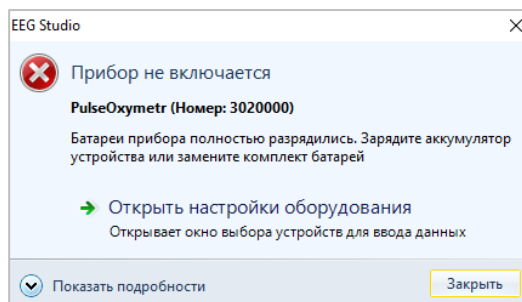 EEG Studio
Прибор не включается
PulseOxymetr (Номер: 3020000)
Батареи прибора полностью разрядились. Зарядите аккумулятор
устройства или замените комплект батарей
Открыть настройки оборудования
Открывает окно выбора устройств для ввода данных
Показать подробности
Закрыть